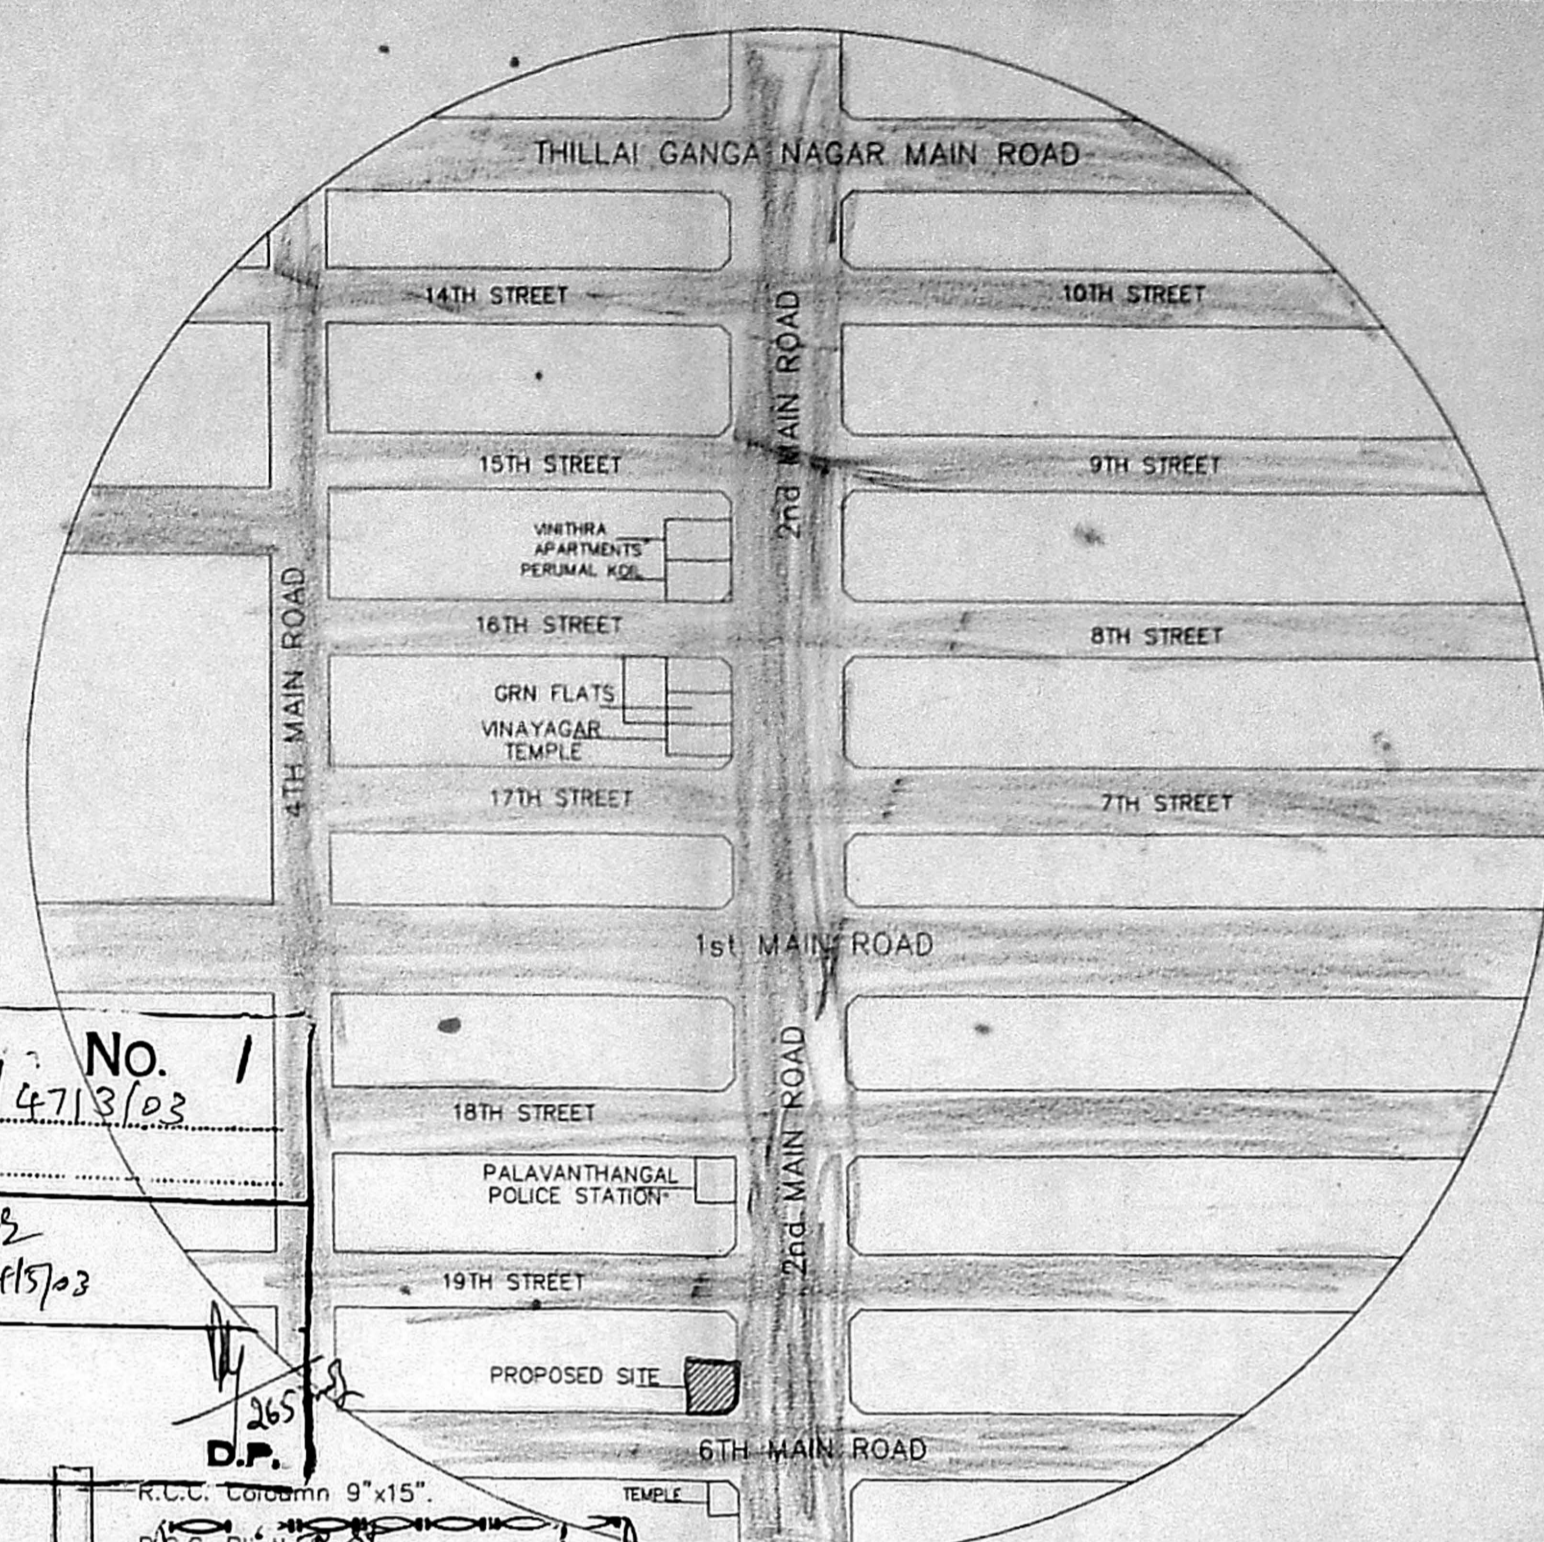 THILLAI GANGA NAGAR MAIN ROAD
14TH STREET
10TH STREET
2nd MAIN ROAD
15TH STREET
9TH STREET
VINITHRA
APARTMENTS
PERUMAL KOIL
16TH STREET
8TH STREET
4TH MAIN ROAD
GRN FLATS
VINAYAGAR
TEMPLE
17TH STREET
7TH STREET
1st MAIN ROAD
No. 1
4713/03
18TH STREET
2nd MAIN ROAD
PALAVANTHANGAL
POLICE STATION
19TH STREET
PROPOSED SITE
265
D.P.
6TH MAIN ROAD
R.C.C. Coloumn 9"x15".
TEMPLE